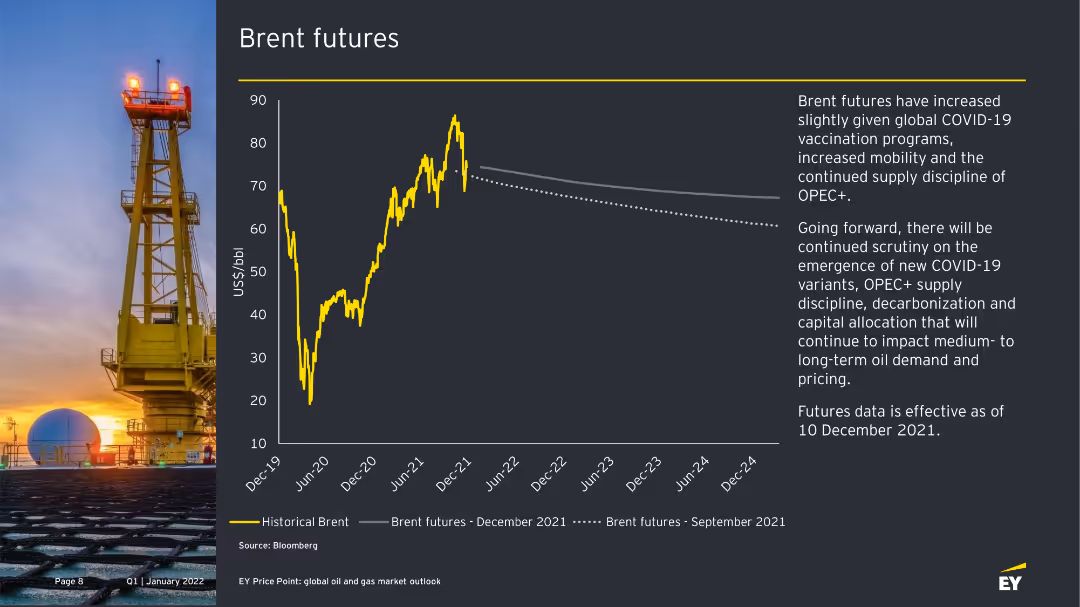 Brent futures
90
80
70
60
50
40
30
20
10
US$/bbl
Dec-19
Jun-20
Dec-20
Jun-21
Dec-21
Jun-22
Dec-22
Jun-23
Dec-23
Jun-24
Dec-24
Historical Brent
Brent futures - December 2021
Brent futures - September 2021
Brent futures have increased
slightly given global COVID-19
vaccination programs,
increased mobility and the
continued supply discipline of
OPEC+.
Going forward, there will be
continued scrutiny on the
emergence of new COVID-19
variants, OPEC+ supply
discipline, decarbonization and
capital allocation that will
continue to impact medium- to
long-term oil demand and
pricing.
Futures data is effective as of
10 December 2021.
Source: Bloomberg
Page 8
Q1 | January 2022
EY Price Point: global oil and gas market outlook
EY